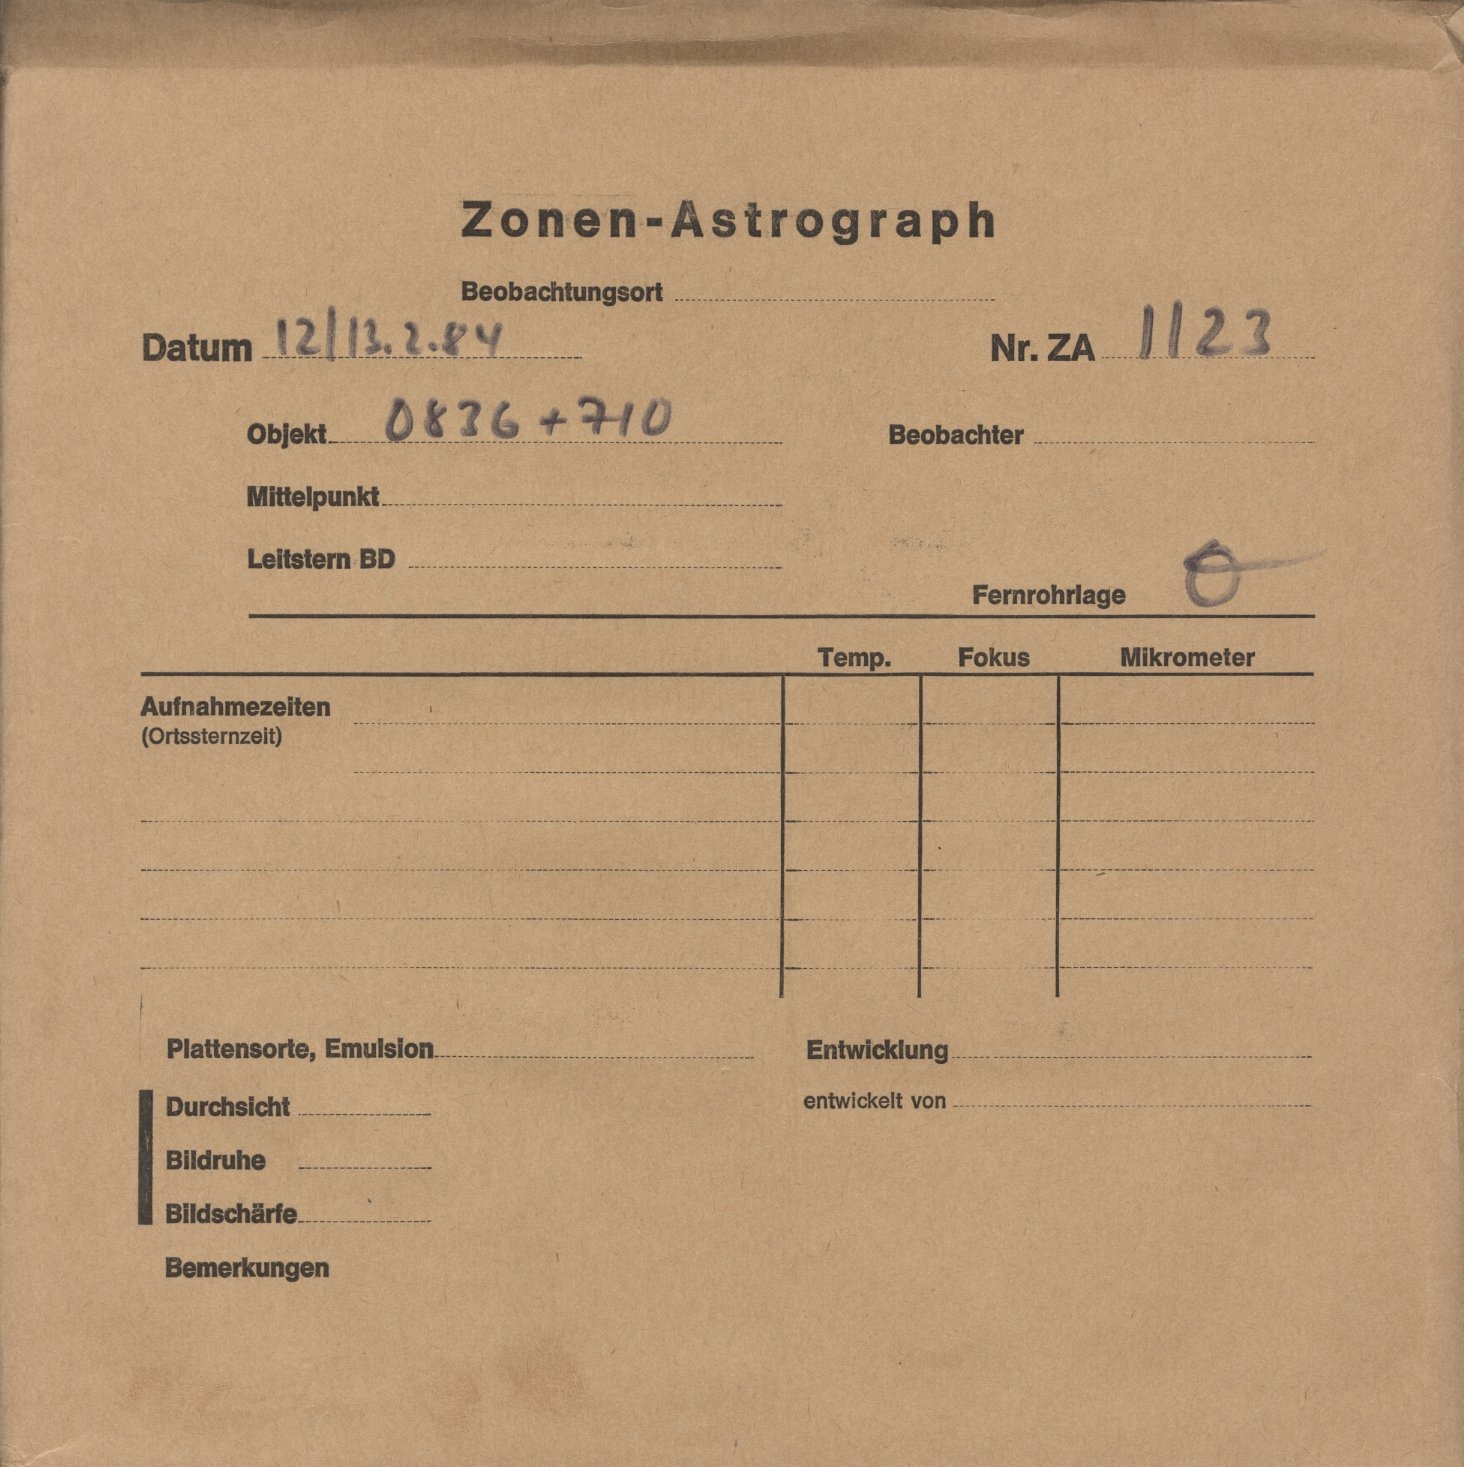 Zonen-Astrograph
Beobachtungsort
Datum 12/13.2.84 Nr. ZA 1123
Objekt 0836+710 Beobachter
Mittelpunkt
Leitstern BD
Fernrohrlage
Temp. Fokus Mikrometer
Aufnahmezeiten
(Ortssternzeit)
Plattensorte, Emulsion Entwicklung
Durchsicht entwickelt von
Bildruhe
Bildschärfe
Bemerkungen